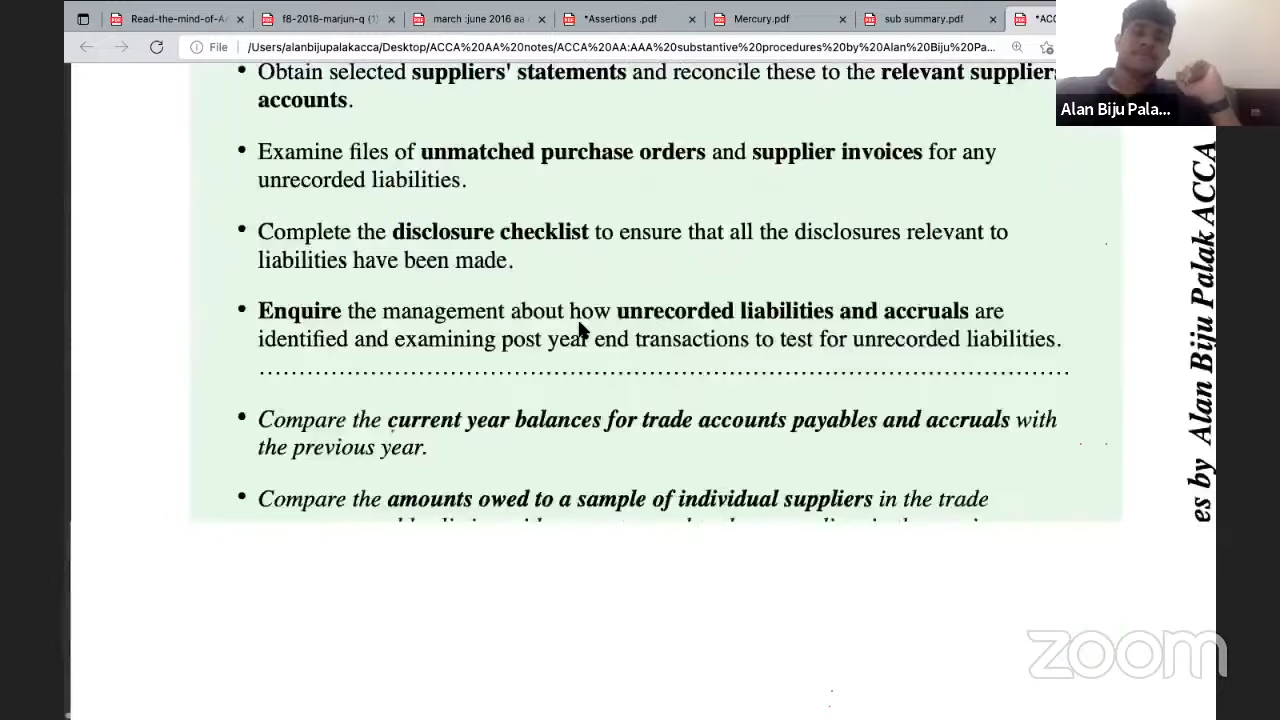 Read-the-mind-of-A
f8-2018-marjun-q (1)
march :june 2016 aa
*Assertions .pdf
Mercury.pdf
sub summary.pdf
*ACC
File
/Users/alanbijupalakacca/Desktop/ACCA%20AA%20notes/ACCA%20AA:AAA%20substantive%20procedures%20by%20Alan%20Biju%20Pa...
Alan Biju Pala...
• Obtain selected suppliers' statements and reconcile these to the relevant suppliers
accounts.
• Examine files of unmatched purchase orders and supplier invoices for any
unrecorded liabilities.
• Complete the disclosure checklist to ensure that all the disclosures relevant to
liabilities have been made.
• Enquire the management about how unrecorded liabilities and accruals are
identified and examining post year end transactions to test for unrecorded liabilities.
• Compare the current year balances for trade accounts payables and accruals with
the previous year.
• Compare the amounts owed to a sample of individual suppliers in the trade
es by Alan Biju Palak ACCA
zoom